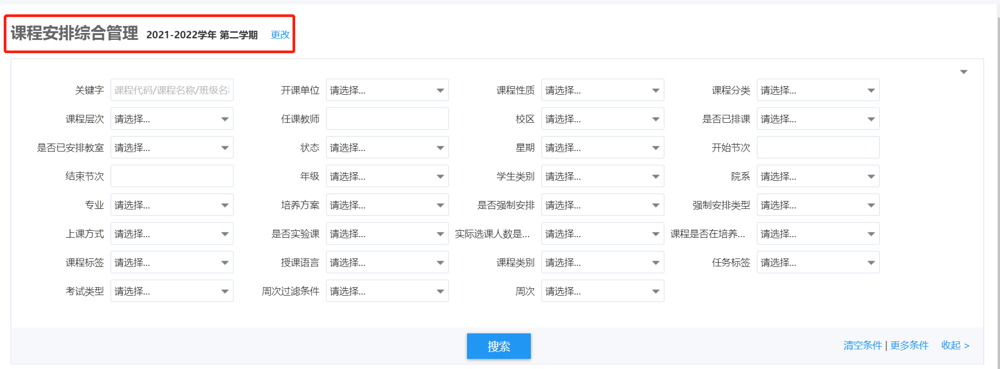 课程安排综合管理 2021-2022学年 第二学期 更改
关键字 课程代码/课程名称/班级名 开课单位 请选择... 课程性质 请选择... 课程分类 请选择...
课程层次 请选择... 任课教师 校区 请选择... 是否已排课 请选择...
是否已安排教室 请选择... 状态 请选择... 星期 请选择... 开始节次
结束节次 年级 请选择... 学生类别 请选择... 院系 请选择...
专业 请选择... 培养方案 请选择... 是否强制安排 请选择... 强制安排类型 请选择...
上课方式 请选择... 是否实验课 请选择... 实际选课人数是... 请选择... 课程是否在培养... 请选择...
课程标签 请选择... 授课语言 请选择... 课程类别 请选择... 任务标签 请选择...
考试类型 请选择... 周次过滤条件 请选择... 周次 请选择...
搜索 清空条件 | 更多条件 收起 >